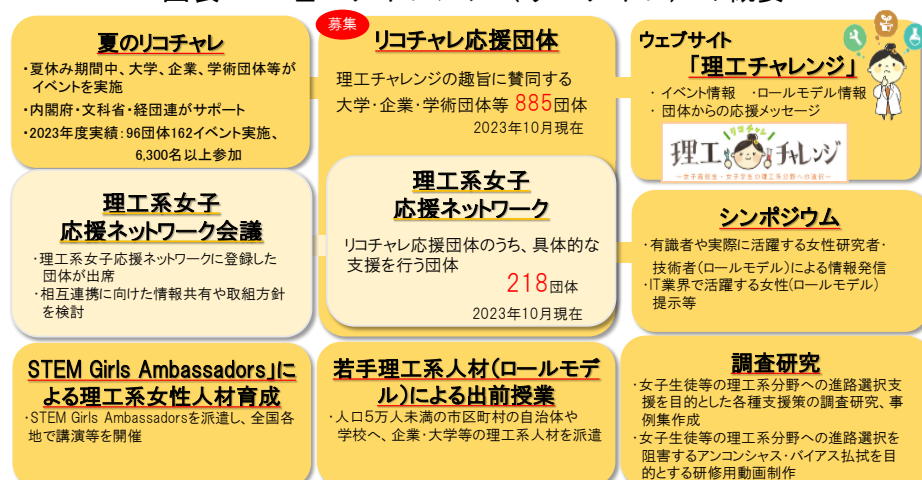 夏のリコチャレ
・夏休み期間中、大学、企業、学術団体等が
イベントを実施
・内閣府・文科省・経団連がサポート
・2023年度実績：96団体162イベント実施、
6,300名以上参加
募集
リコチャレ応援団体
理工チャレンジの趣旨に賛同する
大学・企業・学術団体等 885団体
2023年10月現在
ウェブサイト
「理工チャレンジ」
・ イベント情報 ・ロールモデル情報
・ 団体からの応援メッセージ
リコチャレ
理工チャレンジ
～女子高校生・女子学生の理工系分野への選択～
理工系女子
応援ネットワーク会議
・理工系女子応援ネットワークに登録した
団体が出席
・相互連携に向けた情報共有や取組方針
を検討
理工系女子
応援ネットワーク
リコチャレ応援団体のうち、具体的な
支援を行う団体
218団体
2023年10月現在
シンポジウム
・有識者や実際に活躍する女性研究者・
技術者(ロールモデル)による情報発信
・IT業界で活躍する女性(ロールモデル)
提示等
STEM Girls Ambassadors」に
よる理工系女性人材育成
・STEM Girls Ambassadorsを派遣し、全国各
地で講演等を開催
若手理工系人材(ロールモデ
ル)による出前授業
・人口5万人未満の市区町村の自治体や
学校へ、企業・大学等の理工系人材を派遣
調査研究
・女子生徒等の理工系分野への進路選択支
援を目的とした各種支援策の調査研究、事
例集作成
・女子生徒等の理工系分野への進路選択を
阻害するアンコンシャス・バイアス払拭を目
的とする研修用動画制作